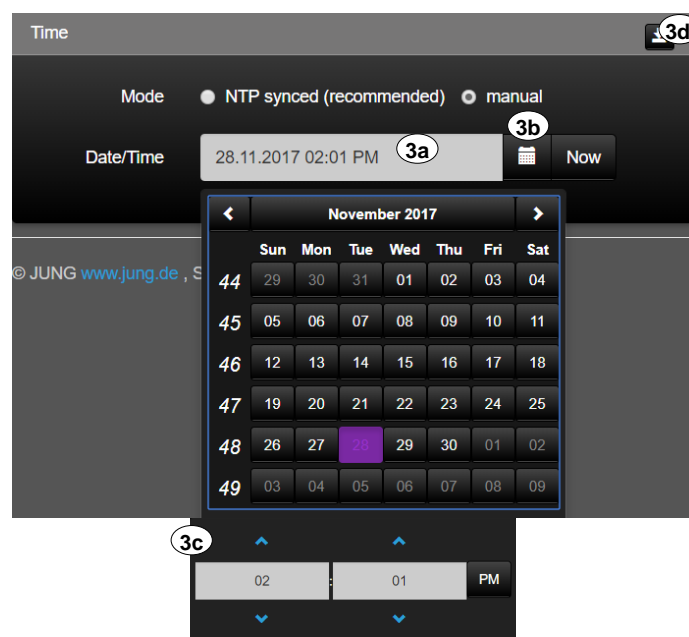 Time 3d
Mode NTP synced (recommended) manual
3b
Date/Time 28.11.2017 02:01 PM 3a Now
November 2017
Sun Mon Tue Wed Thu Fri Sat
© JUNG www.jung.de , S
44 29 30 31 01 02 03 04
45 05 06 07 08 09 10 11
46 12 13 14 15 16 17 18
47 19 20 21 22 23 24 25
48 26 27 28 29 30 01 02
49 03 04 05 06 07 08 09
3c
02 : 01 PM